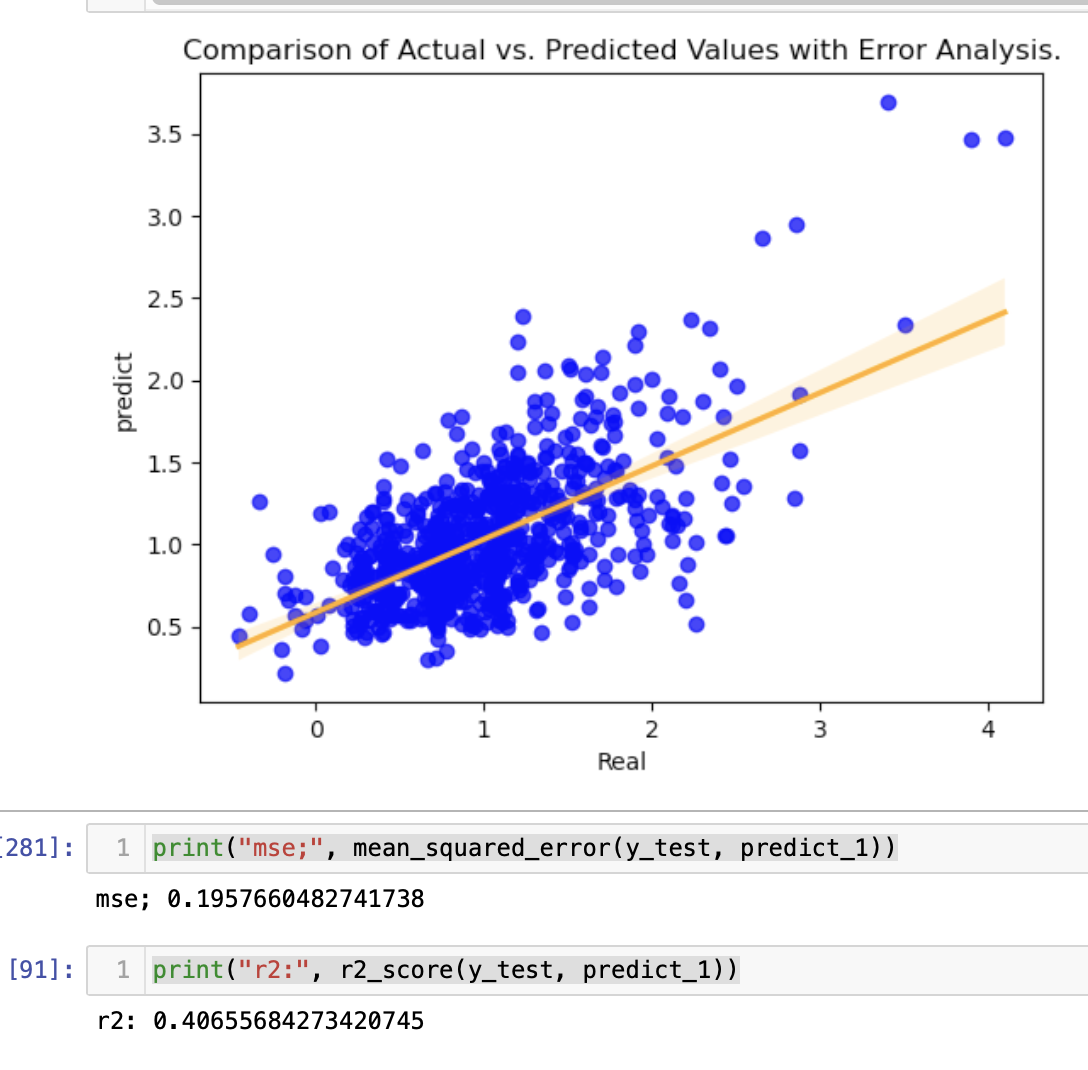 Comparison of Actual vs. Predicted Values with Error Analysis.
3.5
3.0
2.5
2.0
1.5
1.0
0.5
predict
0 1 2 3 4
Real
[281]: 1 print("mse;", mean_squared_error(y_test, predict_1))
mse; 0.1957660482741738
[91]: 1 print("r2:", r2_score(y_test, predict_1))
r2: 0.40655684273420745